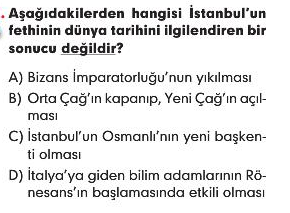 . Aşağıdakilerden hangisi İstanbul'un
fethinin dünya tarihini ilgilendiren bir
sonucu değildir?
A) Bizans İmparatorluğu'nun yıkılması
B) Orta Çağ'ın kapanıp, Yeni Çağ'ın açıl-
ması
C) İstanbul'un Osmanlı'nın yeni başken-
ti olması
D) İtalya'ya giden bilim adamlarının Rö-
nesans'ın başlamasında etkili olması